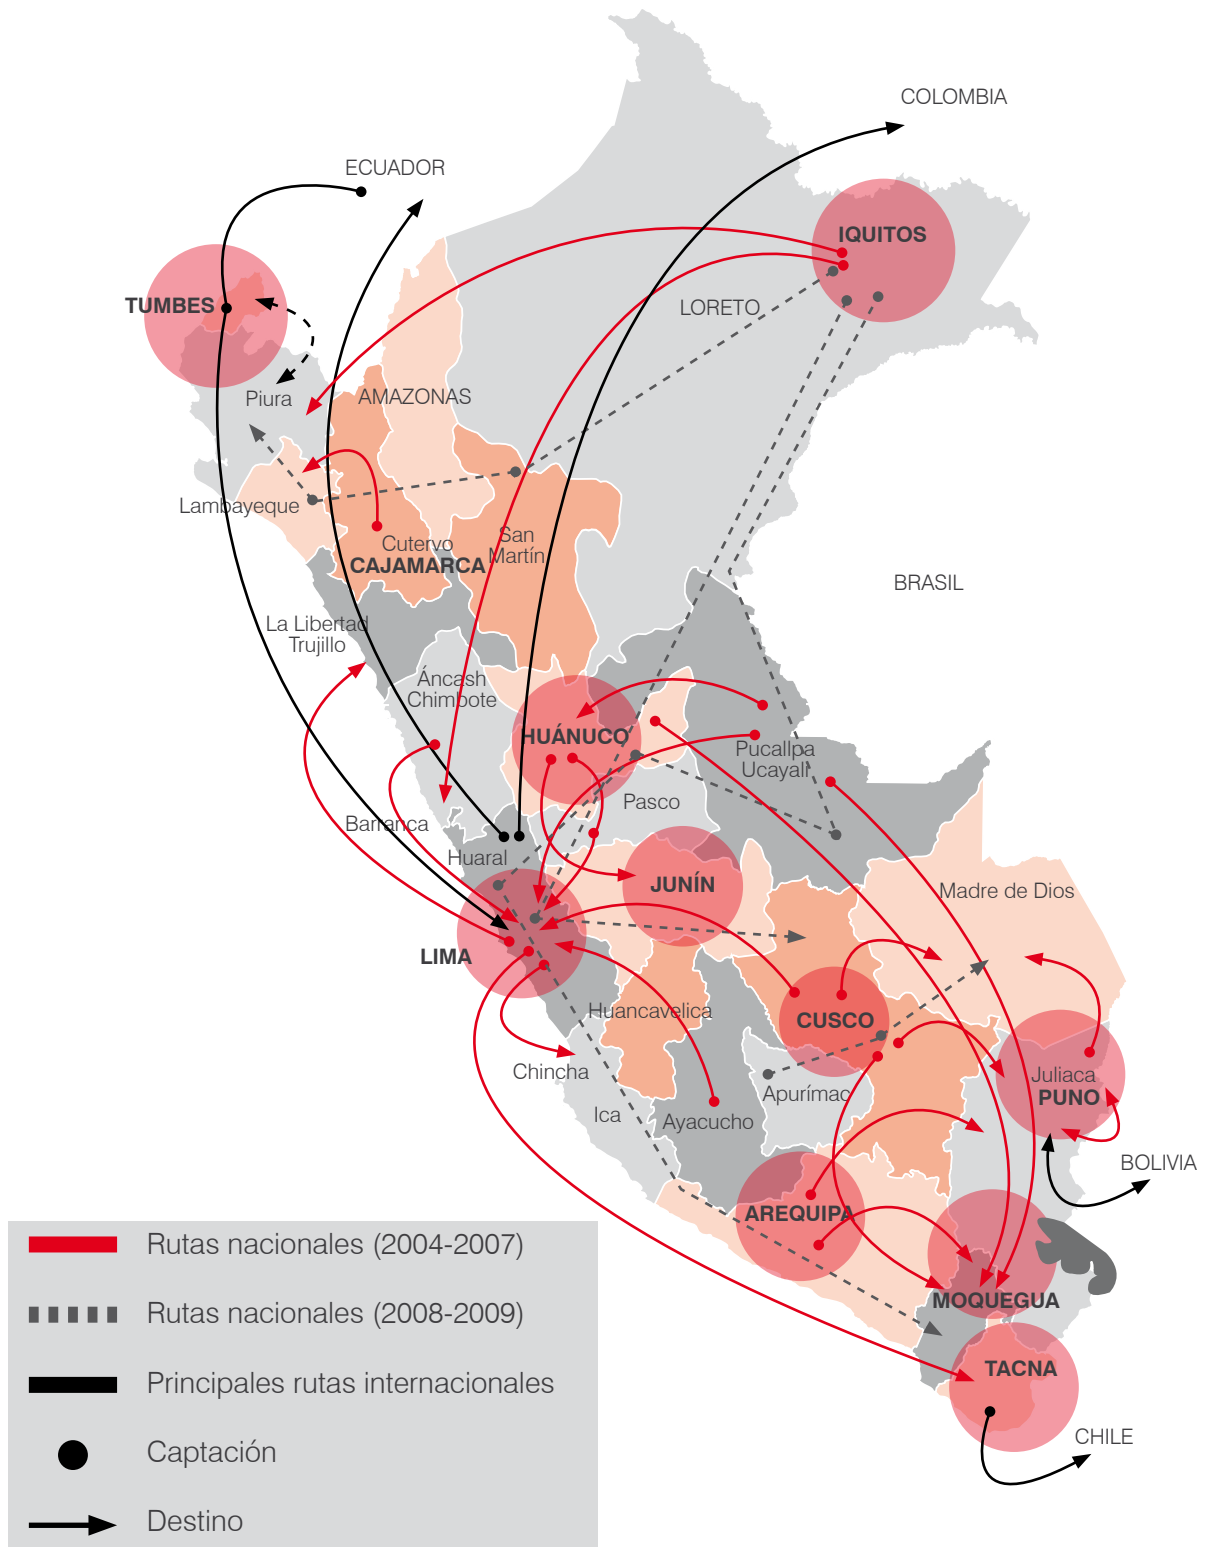 COLOMBIA
ECUADOR
IQUITOS
TUMBES
LORETO
Piura
AMAZONAS
Lambayeque
Cutervo
CAJAMARCA
San
Martín
BRASIL
La Libertad
Trujillo
Áncash
Chimbote
HUÁNUCO
Pucallpa
Ucayali
Pasco
Barranca
Huaral
JUNÍN
Madre de Dios
LIMA
Huancavelica
CUSCO
Chincha
Juliaca
PUNO
Apurímac
Ica
Ayacucho
BOLIVIA
AREQUIPA
MOQUEGUA
TACNA
CHILE
Rutas nacionales (2004-2007)
Rutas nacionales (2008-2009)
Principales rutas internacionales
Captación
Destino